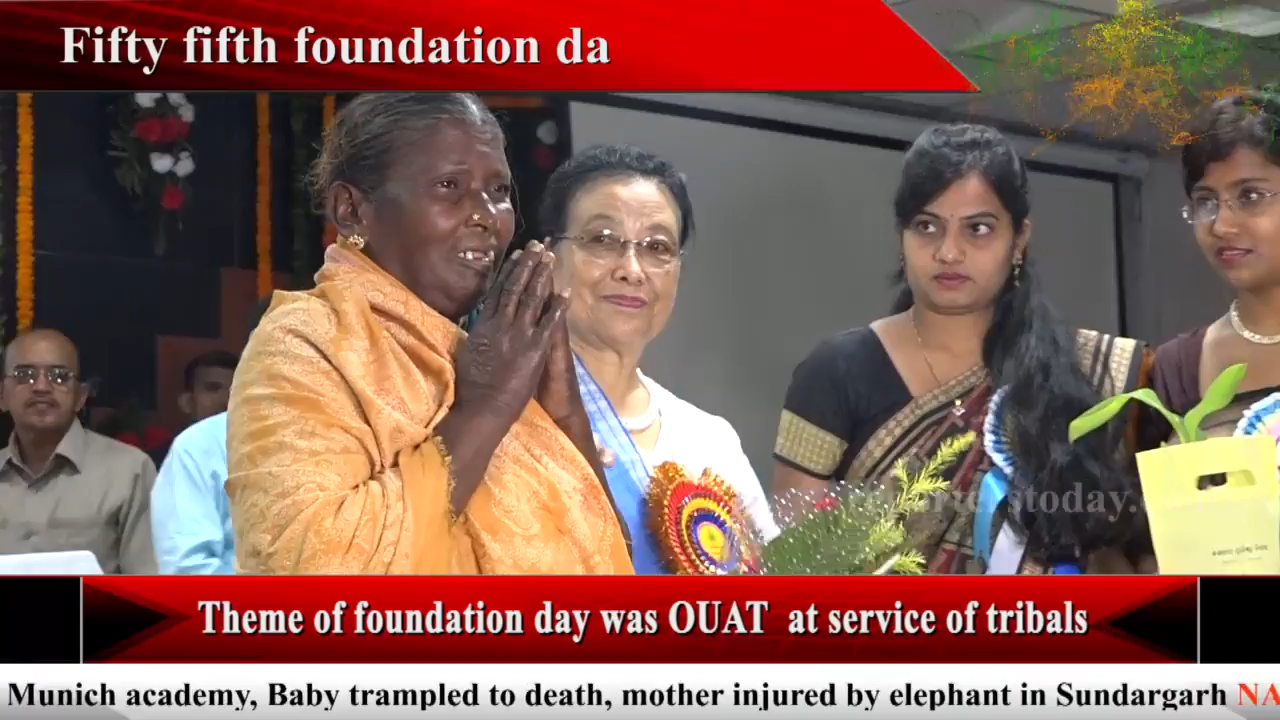 Fifty fifth foundation da
Theme of foundation day was OUAT at service of tribals
Munich academy, Baby trampled to death, mother injured by elephant in Sundargarh NA